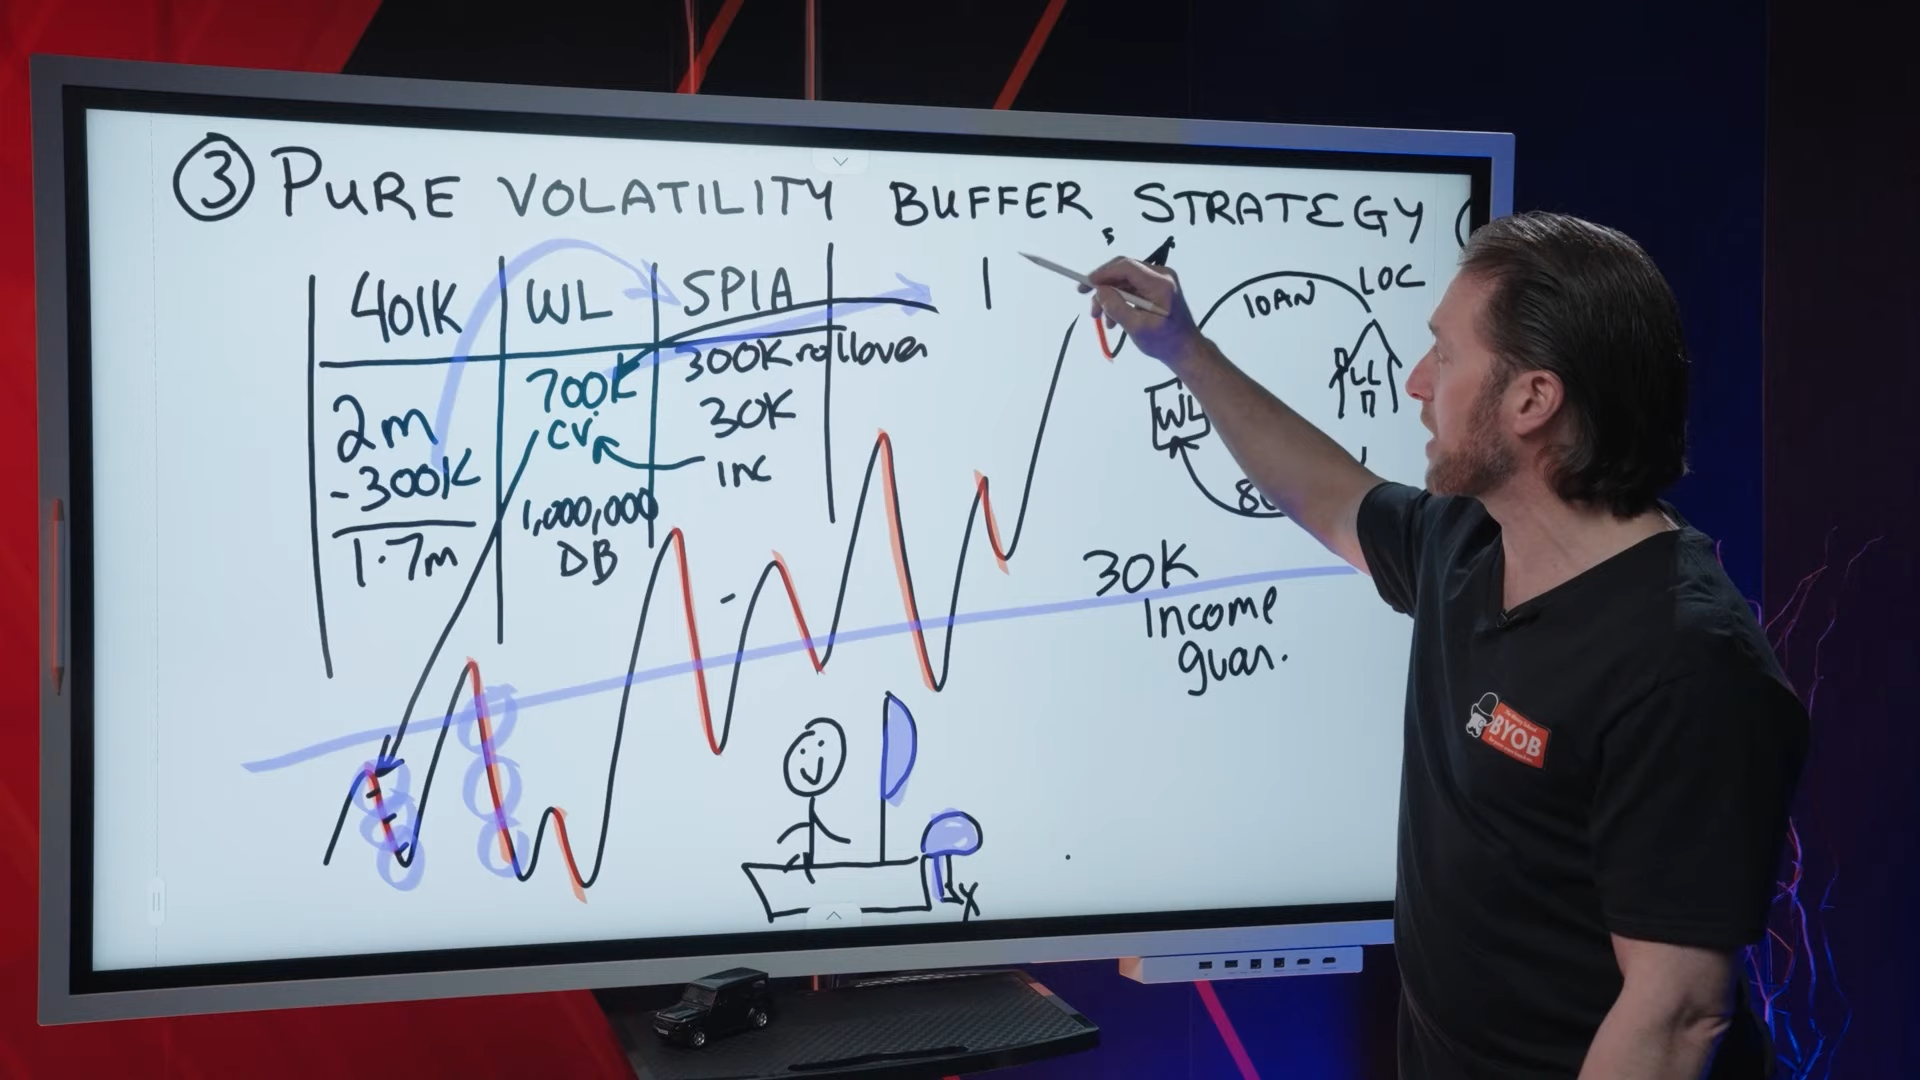 ③ PURE VOLATILITY BUFFER STRATEGY
401K WL SPIA
2m
-300K
1.7m
700K
CV
1,000,000
DB
300K rollover
30K
INC
LOAN
LOC
WL
30K
Income
guar.
BYOB